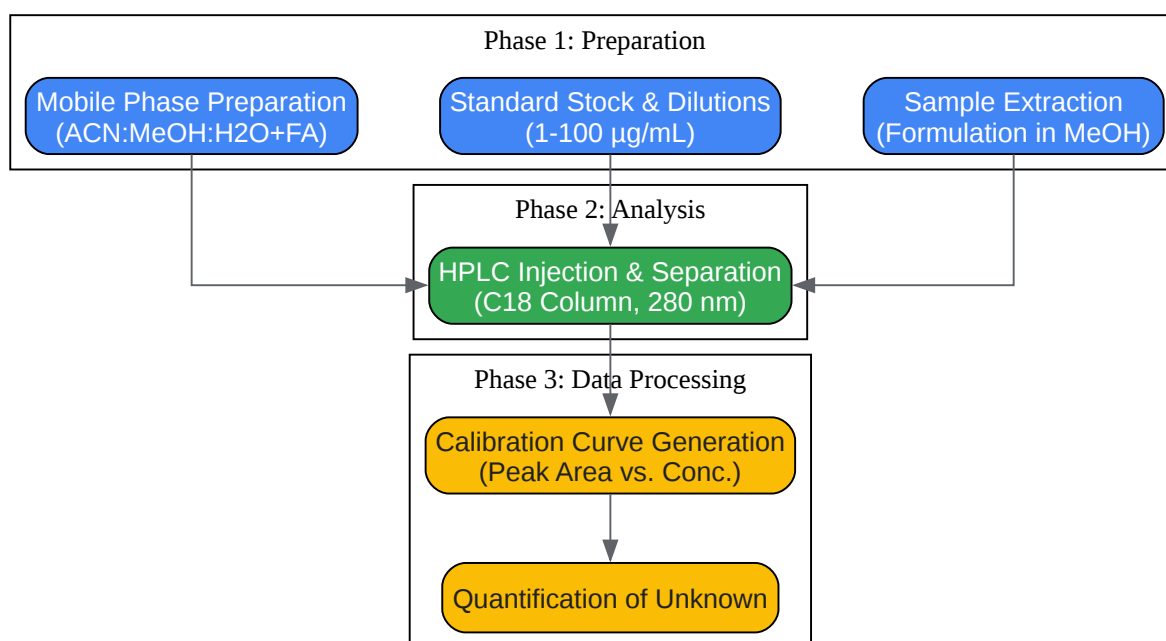 Phase 1: Preparation
Mobile Phase Preparation
(ACN:MeOH:H2O+FA)
Standard Stock & Dilutions
(1-100 µg/mL)
Sample Extraction
(Formulation in MeOH)
Phase 2: Analysis
HPLC Injection & Separation
(C18 Column, 280 nm)
Phase 3: Data Processing
Calibration Curve Generation
(Peak Area vs. Conc.)
Quantification of Unknown